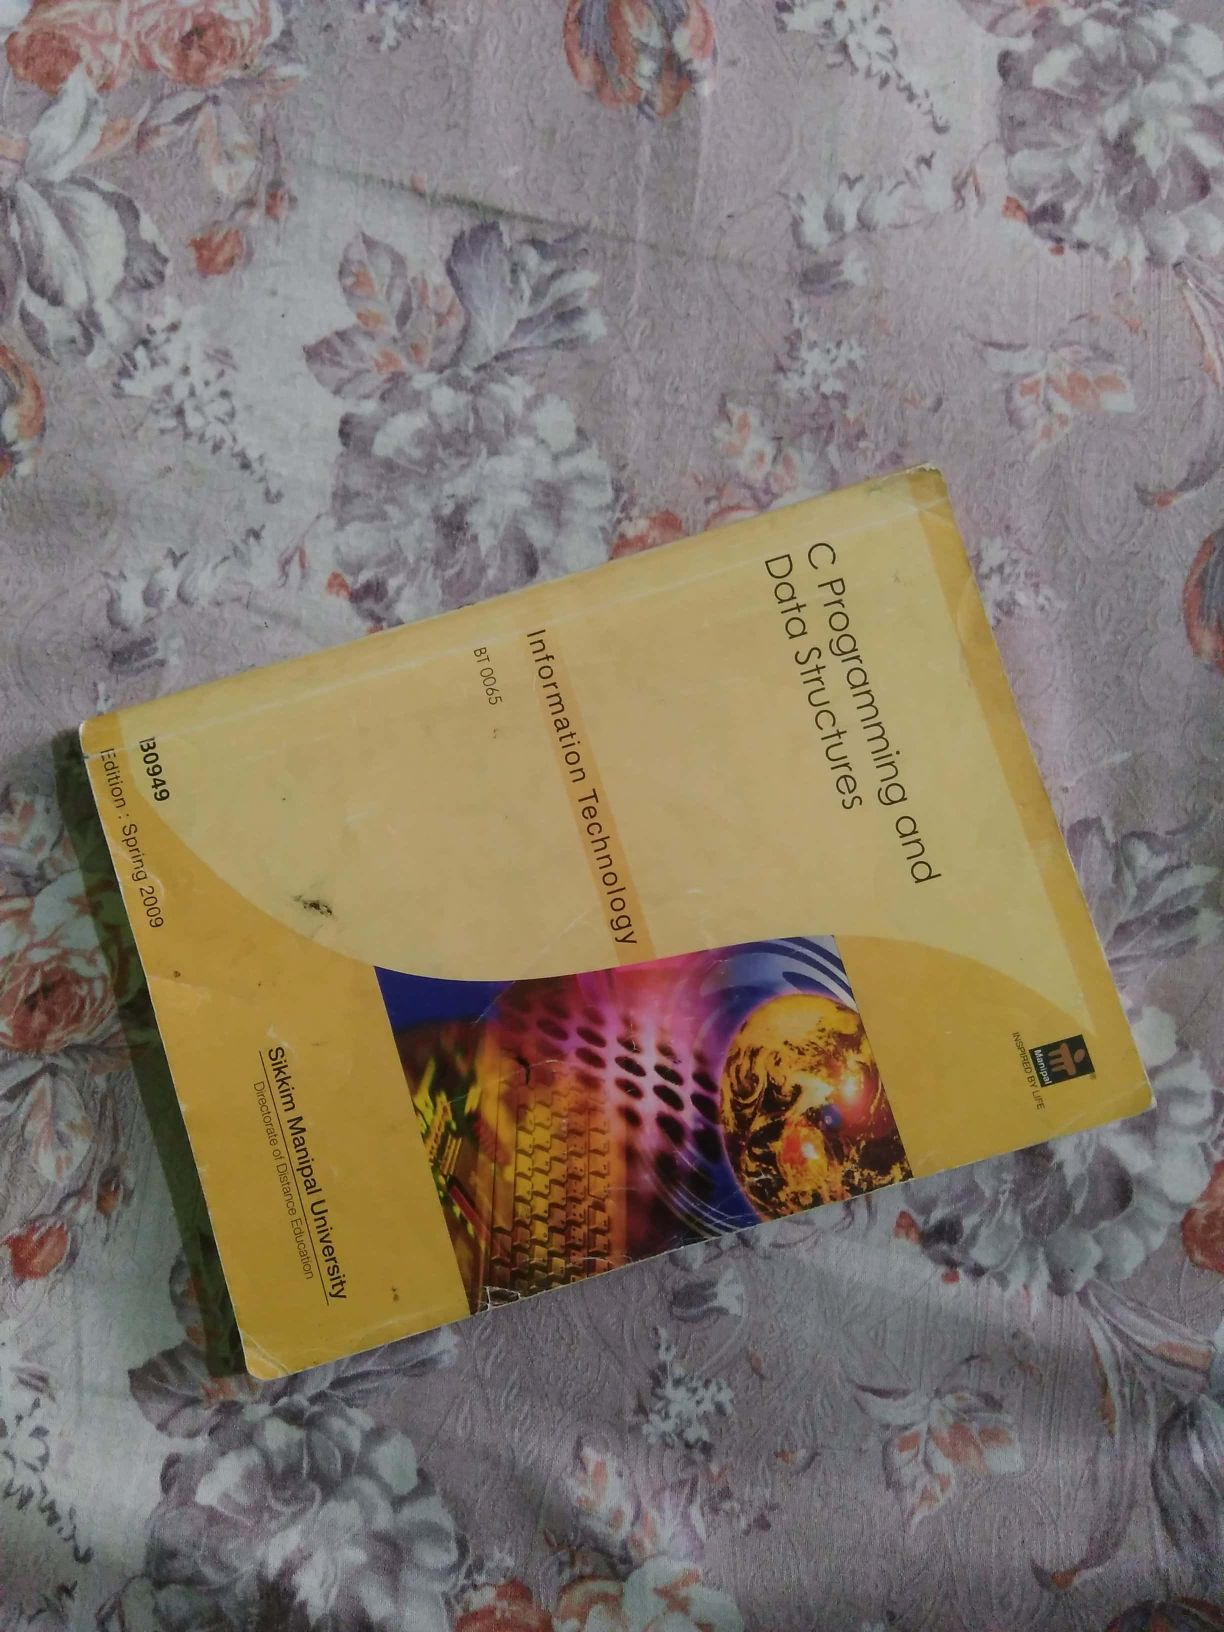 C Programming and
Data Structures
Manipal
INSPIRED BY LIFE
Information Technology
BT 0065
B0949
Edition : Spring 2009
Sikkim Manipal University
Directorate of Distance Education